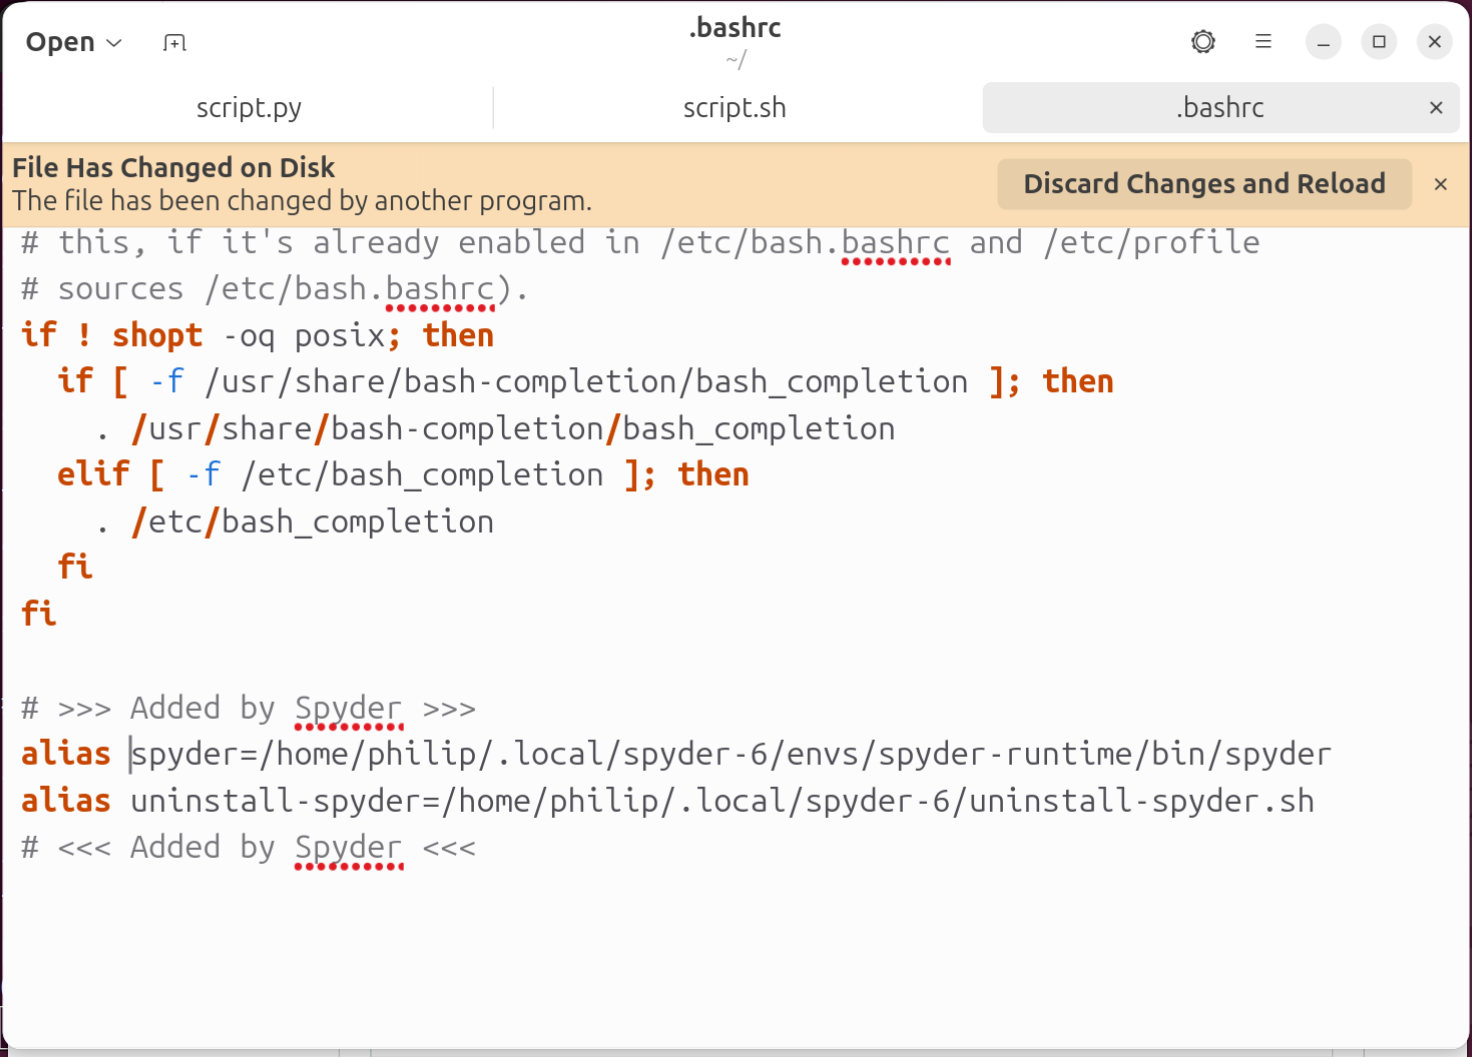 Open
.bashrc
~/
script.py
script.sh
.bashrc
File Has Changed on Disk
The file has been changed by another program.
Discard Changes and Reload
# this, if it's already enabled in /etc/bash.bashrc and /etc/profile
# sources /etc/bash.bashrc).
if ! shopt -oq posix; then
  if [ -f /usr/share/bash-completion/bash_completion ]; then
    . /usr/share/bash-completion/bash_completion
  elif [ -f /etc/bash_completion ]; then
    . /etc/bash_completion
  fi
fi
# >>> Added by Spyder >>>
alias spyder=/home/philip/.local/spyder-6/envs/spyder-runtime/bin/spyder
alias uninstall-spyder=/home/philip/.local/spyder-6/uninstall-spyder.sh
# <<< Added by Spyder <<<